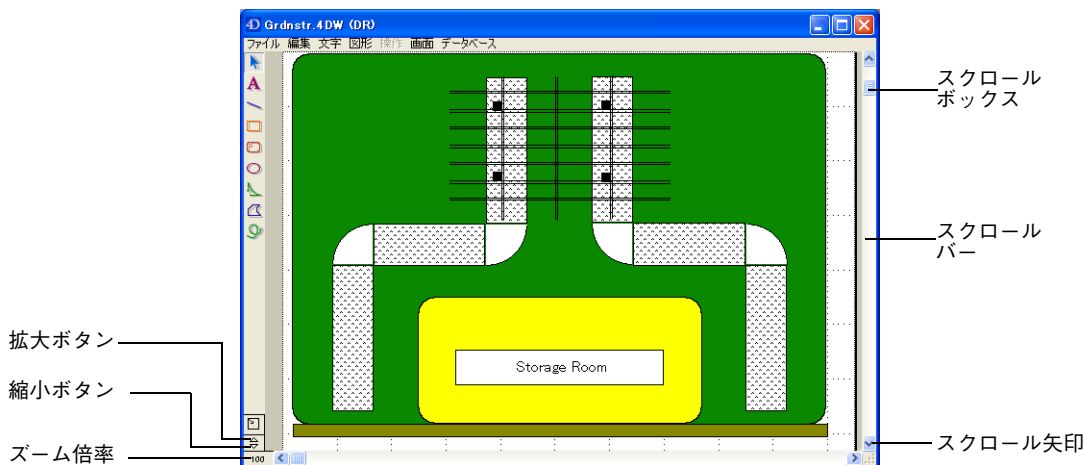 Grdnstr.4DW (DR)
ファイル 編集 文字 図形 操作 画面 データベース
A
スクロール
ボックス
スクロール
バー
Storage Room
拡大ボタン
縮小ボタン
ズーム倍率
100
スクロール矢印